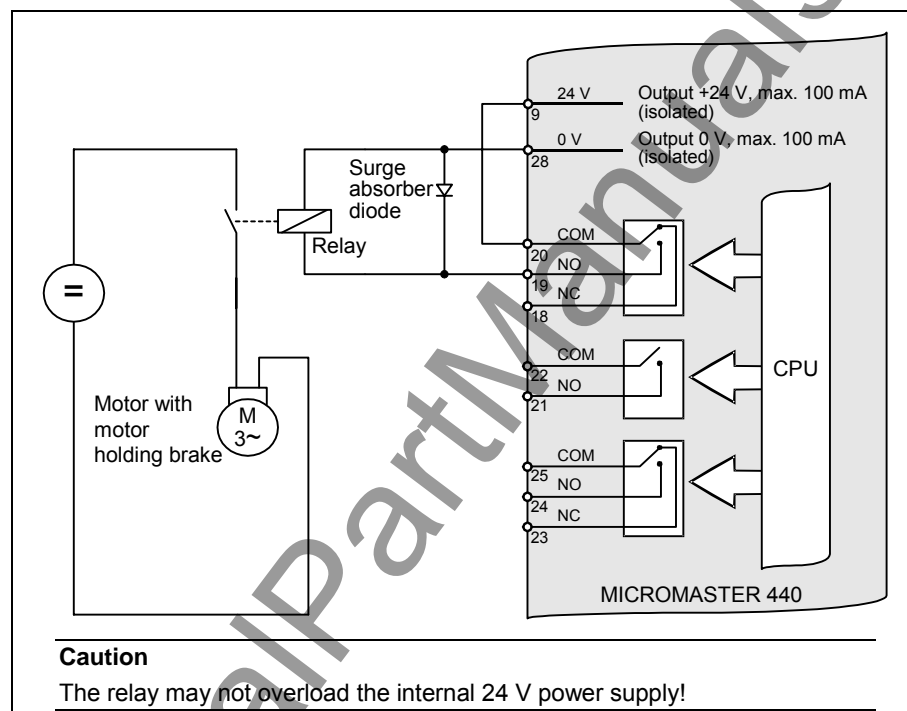 24 V
Output +24 V, max. 100 mA
(isolated)
9
0 V
Output 0 V, max. 100 mA
(isolated)
28
Surge
absorber
diode
Relay
COM
20
NO
19
NC
18
COM
22
NO
21
CPU
=
Motor with
motor
holding brake
M
3~
COM
25
NO
24
NC
23
MICROMASTER 440
Caution
The relay may not overload the internal 24 V power supply!
alPartManuals